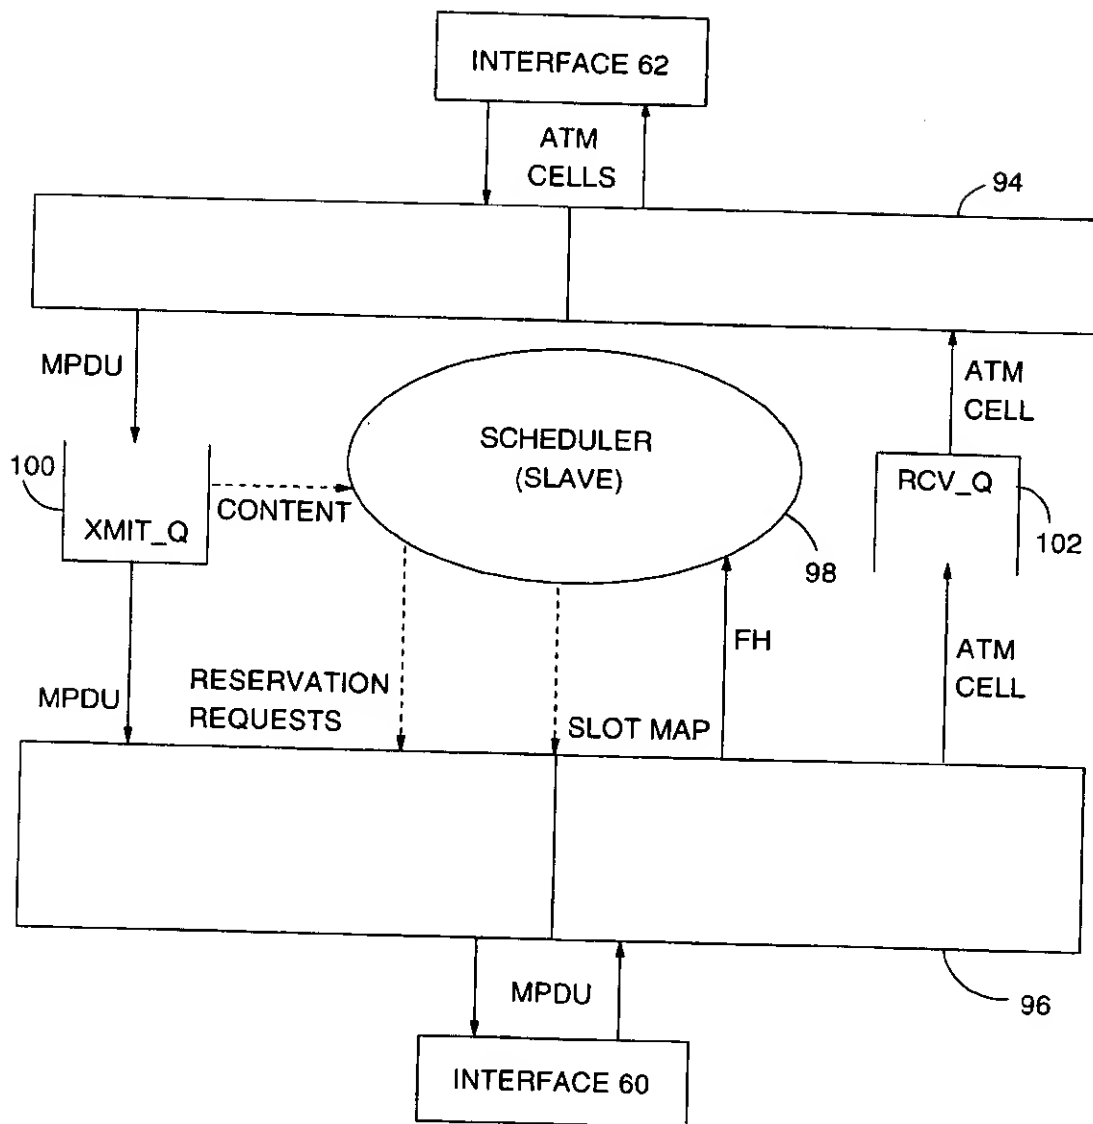 INTERFACE 62
ATM
CELLS
94
MPDU
ATM
CELL
SCHEDULER
(SLAVE)
100
XMIT_Q
CONTENT
RCV_Q
102
98
FH
ATM
CELL
MPDU
RESERVATION
REQUESTS
SLOT MAP
MPDU
96
INTERFACE 60